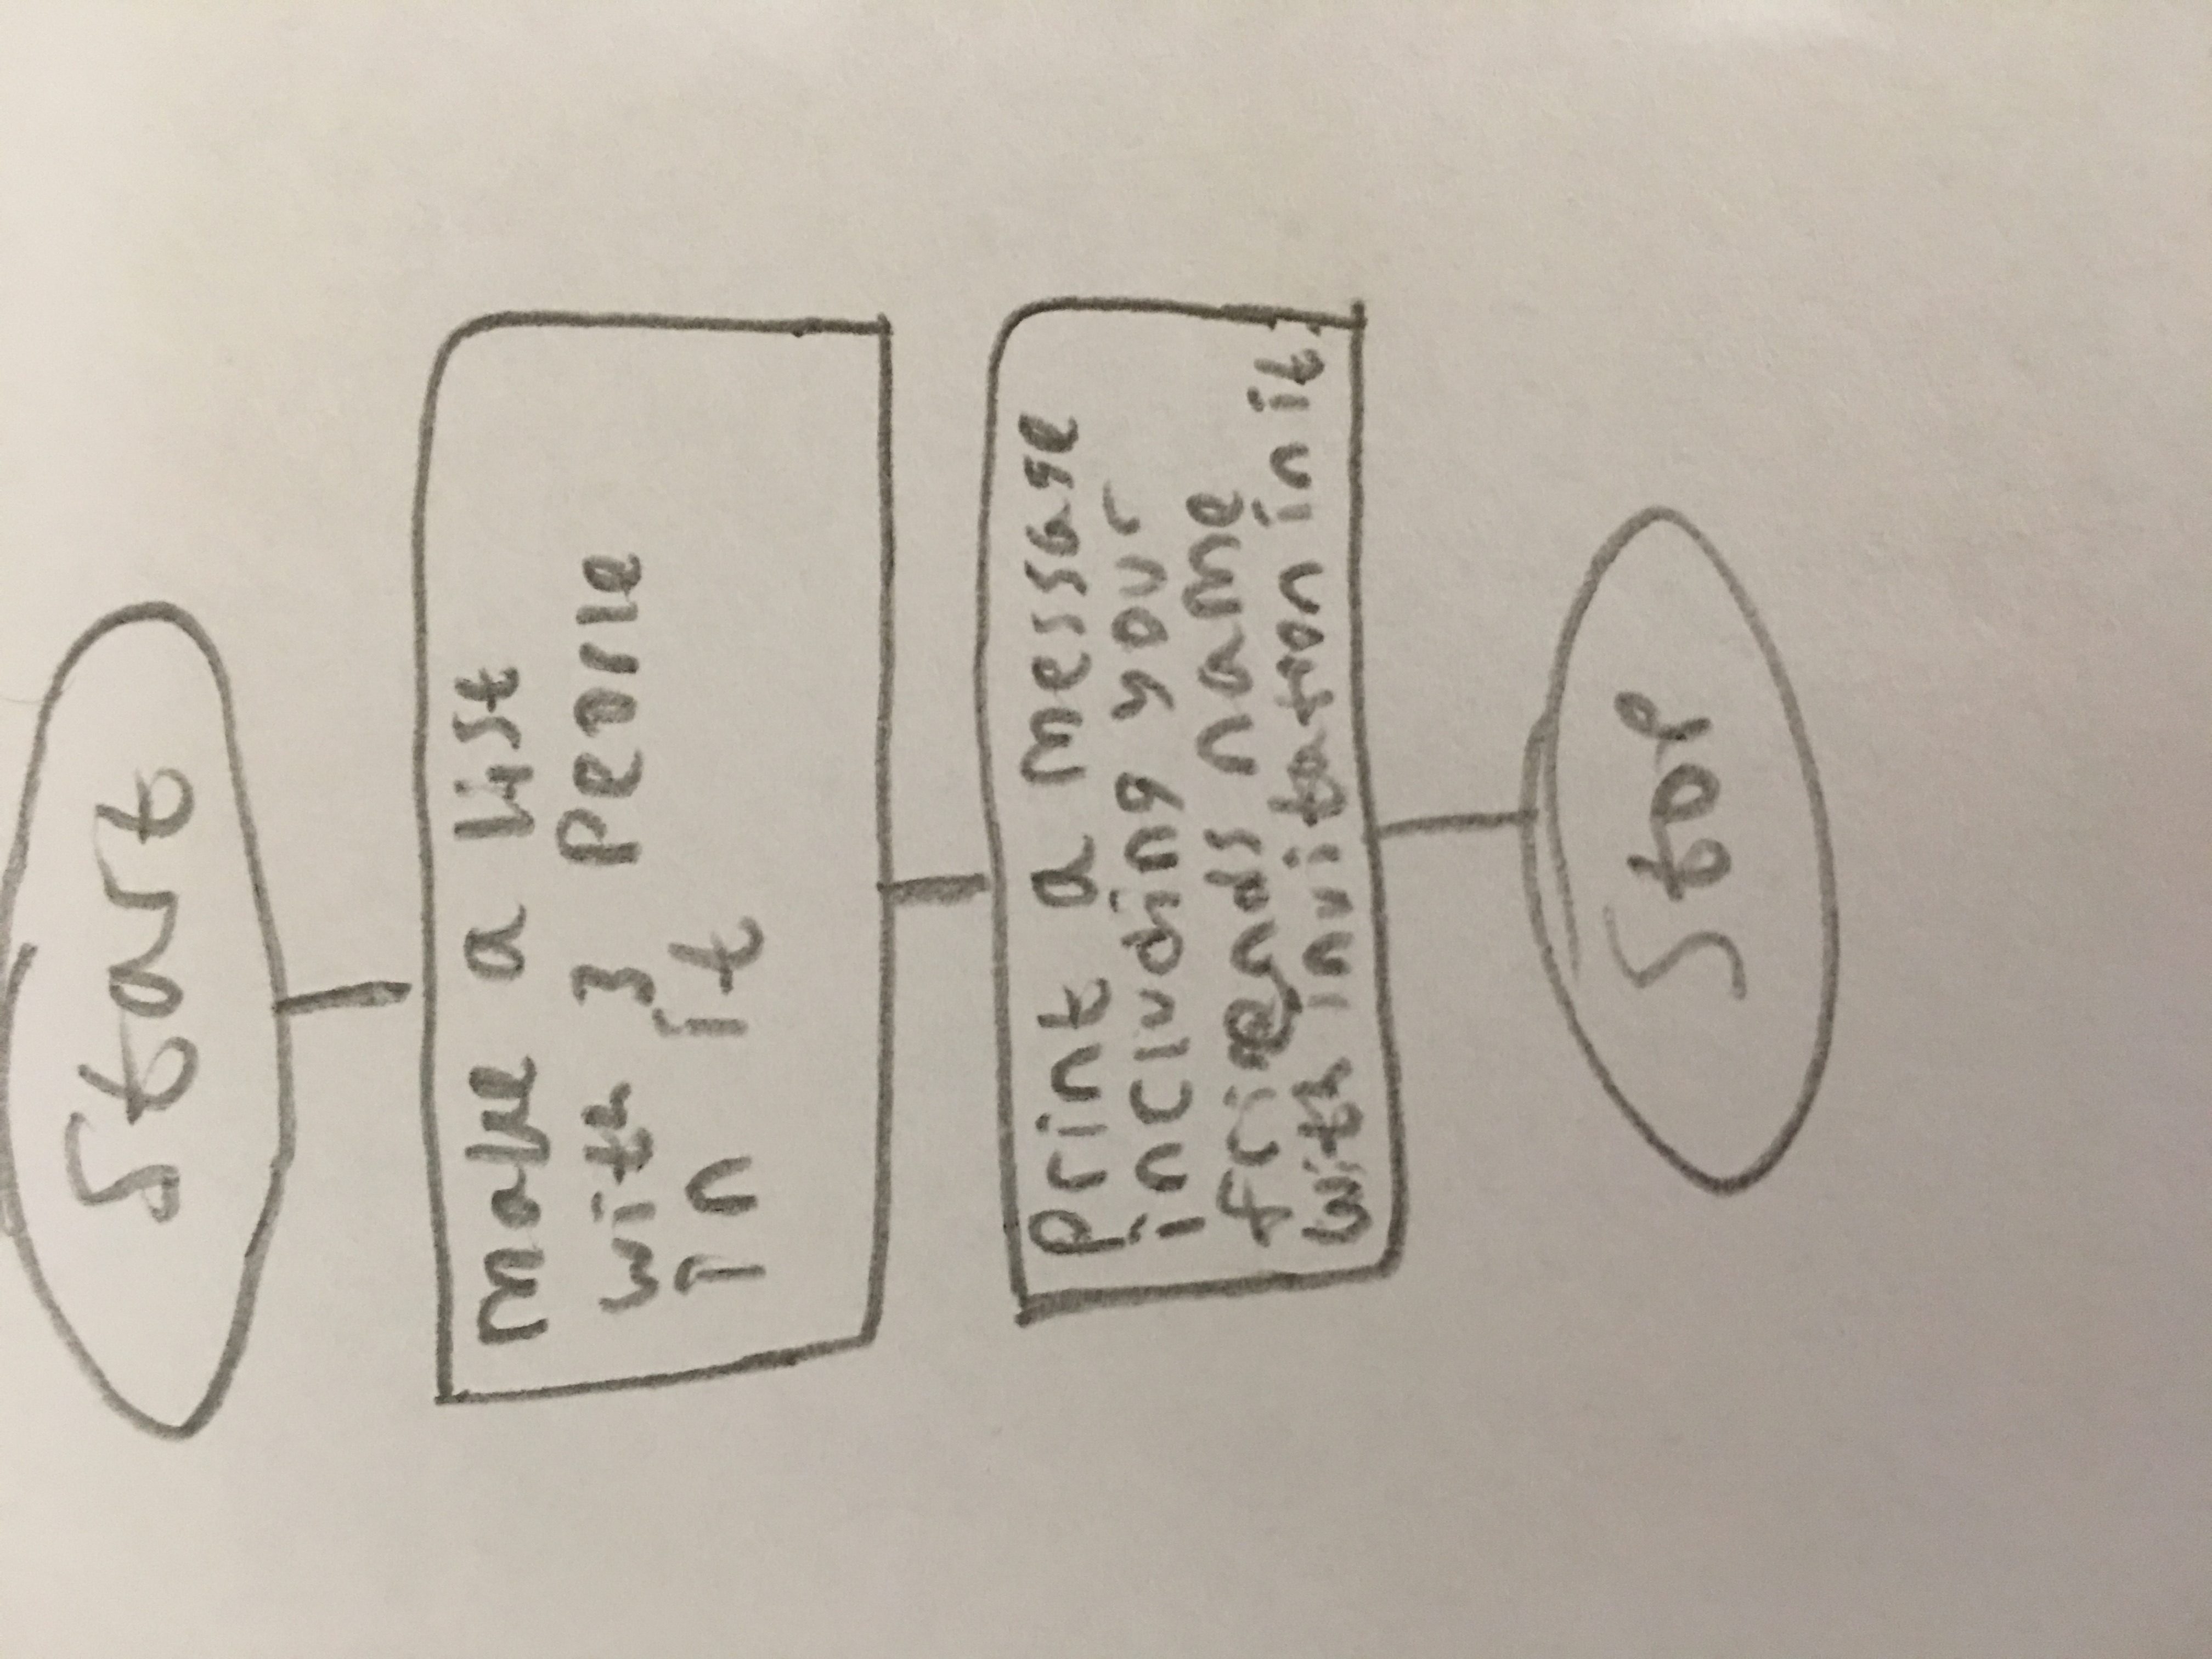 Start
make a list
with 3 People
in it
Print a message
including your
friends name
with invitation in it.
Stop